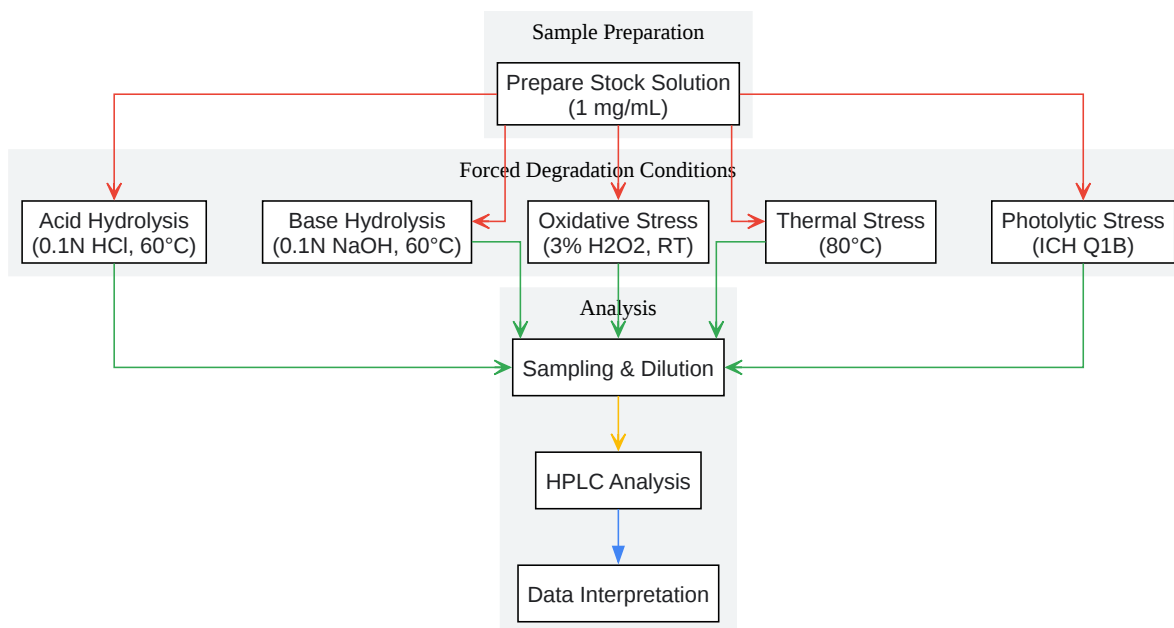 Sample Preparation
Prepare Stock Solution
(1 mg/mL)
Forced Degradation Conditions
Acid Hydrolysis
(0.1N HCl, 60°C)
Base Hydrolysis
(0.1N NaOH, 60°C)
Oxidative Stress
(3% H2O2, RT)
Thermal Stress
(80°C)
Photolytic Stress
(ICH Q1B)
Analysis
Sampling & Dilution
HPLC Analysis
Data Interpretation